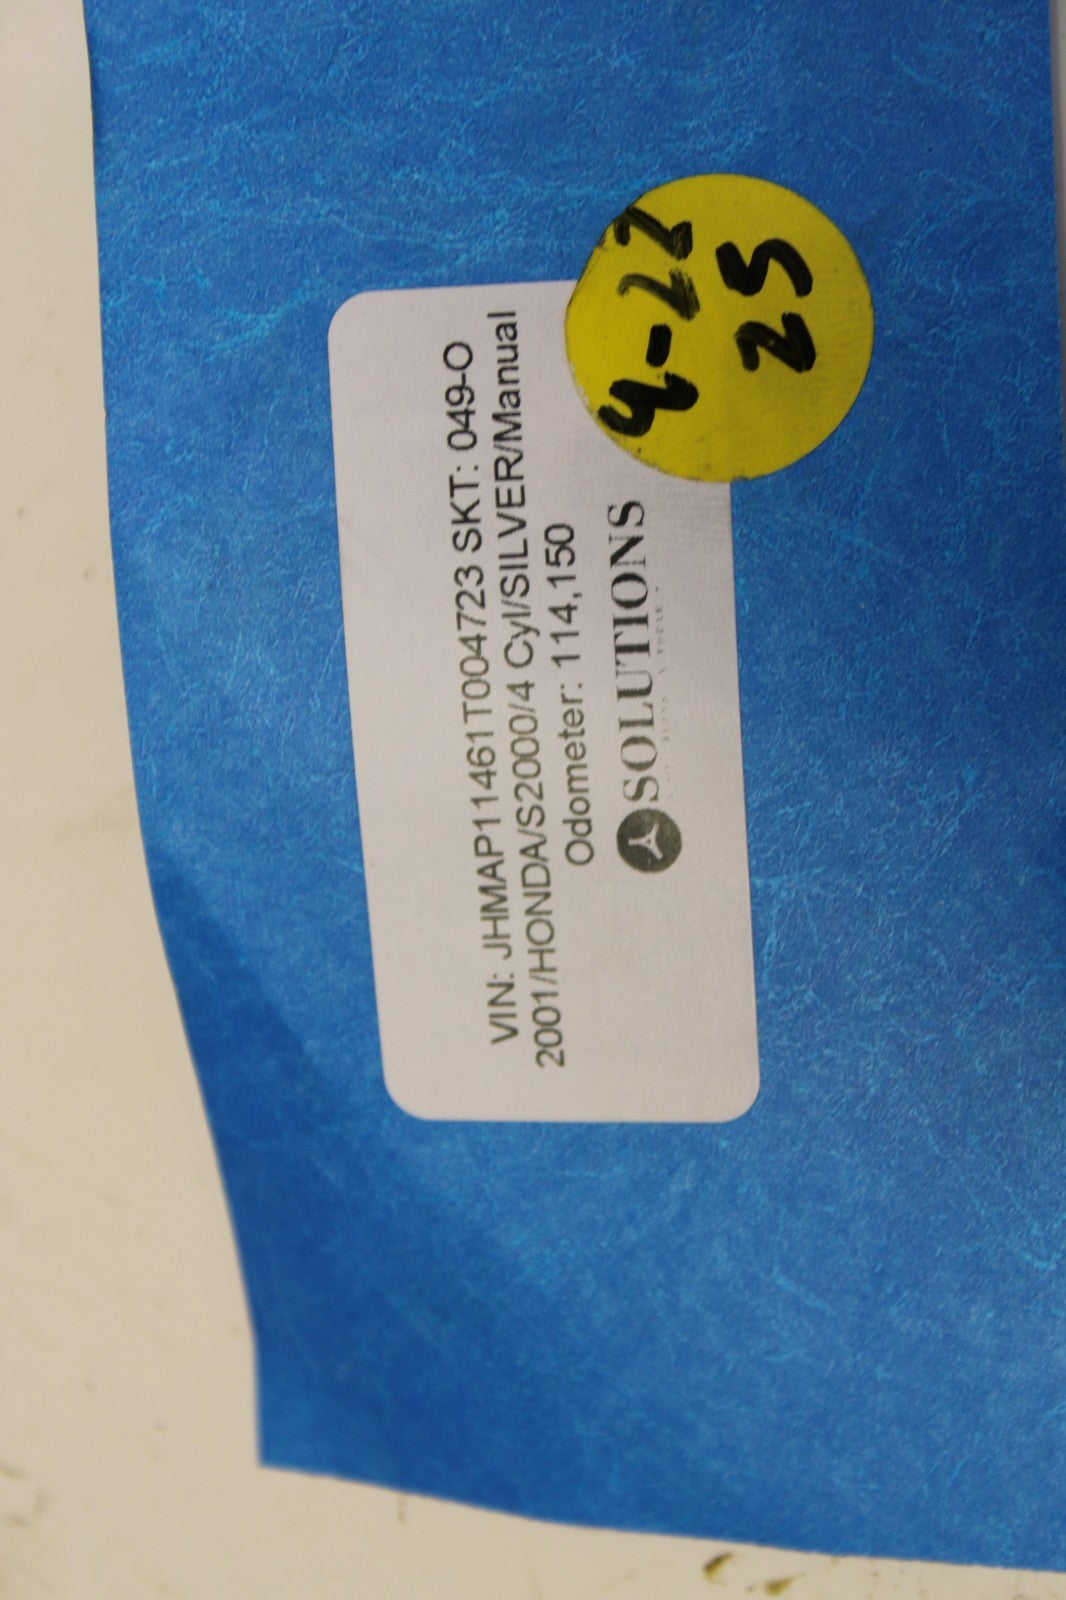 VIN: JHMAP11461T004723 SKT: 049-O
2001/HONDA/S2000/4 Cyl/SILVER/Manual
Odometer: 114,150
SOLUTIONS
4-22
25